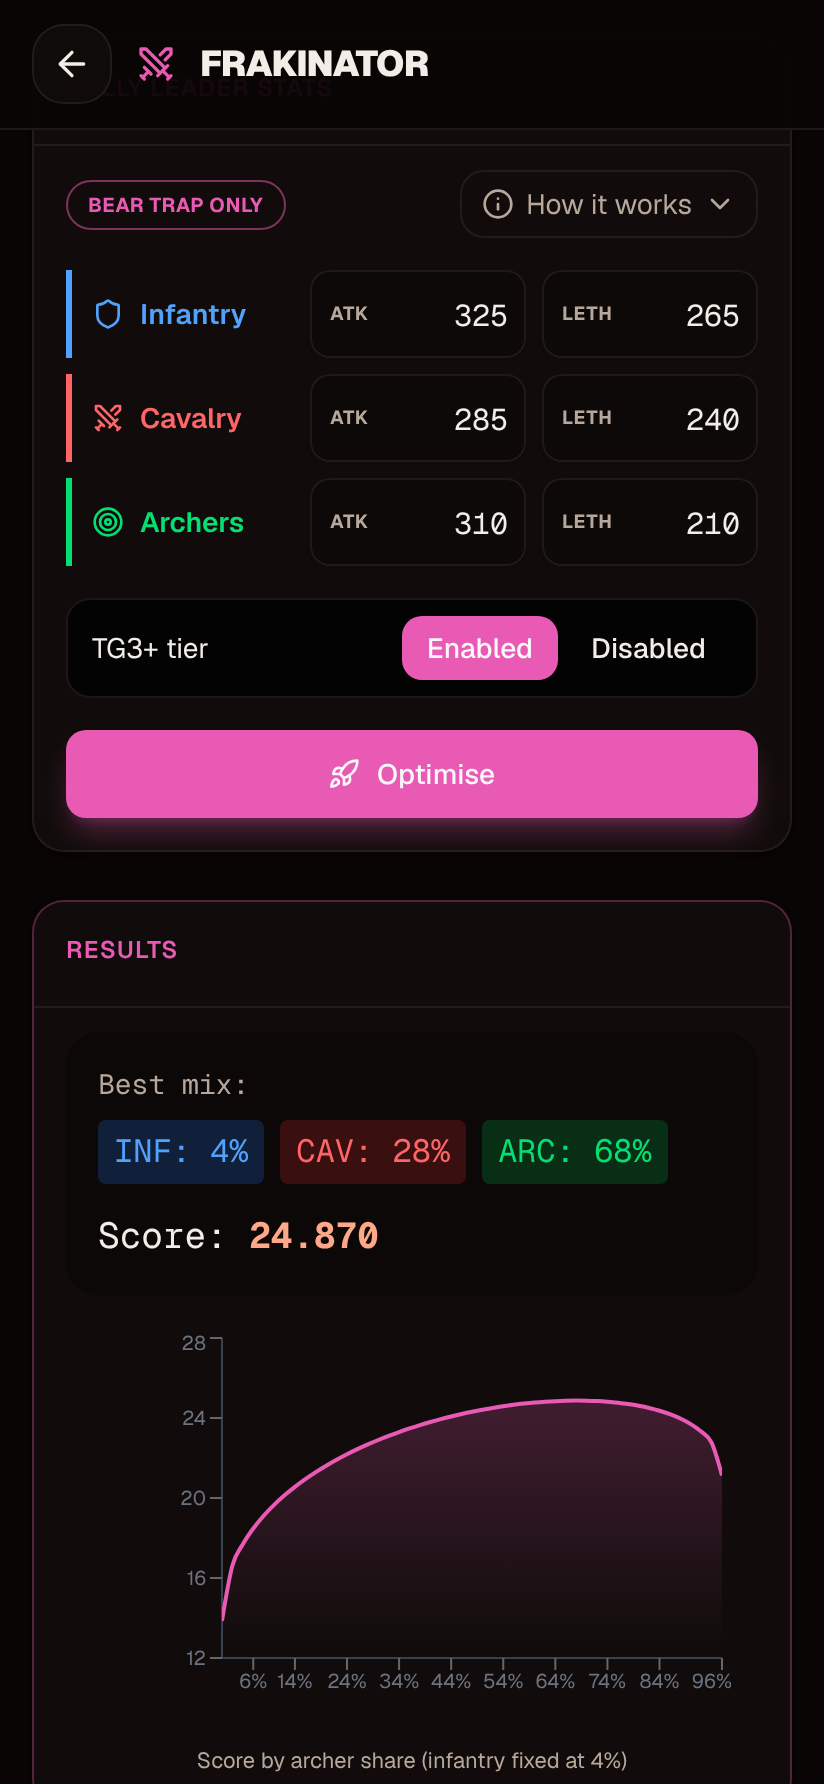 FRAKINATOR
LLY LEADER STATS
BEAR TRAP ONLY
How it works
Infantry ATK 325 LETH 265
Cavalry ATK 285 LETH 240
Archers ATK 310 LETH 210
TG3+ tier Enabled Disabled
Optimise
RESULTS
Best mix:
INF: 4% CAV: 28% ARC: 68%
Score: 24.870
28
24
20
16
12
6% 14% 24% 34% 44% 54% 64% 74% 84% 96%
Score by archer share (infantry fixed at 4%)